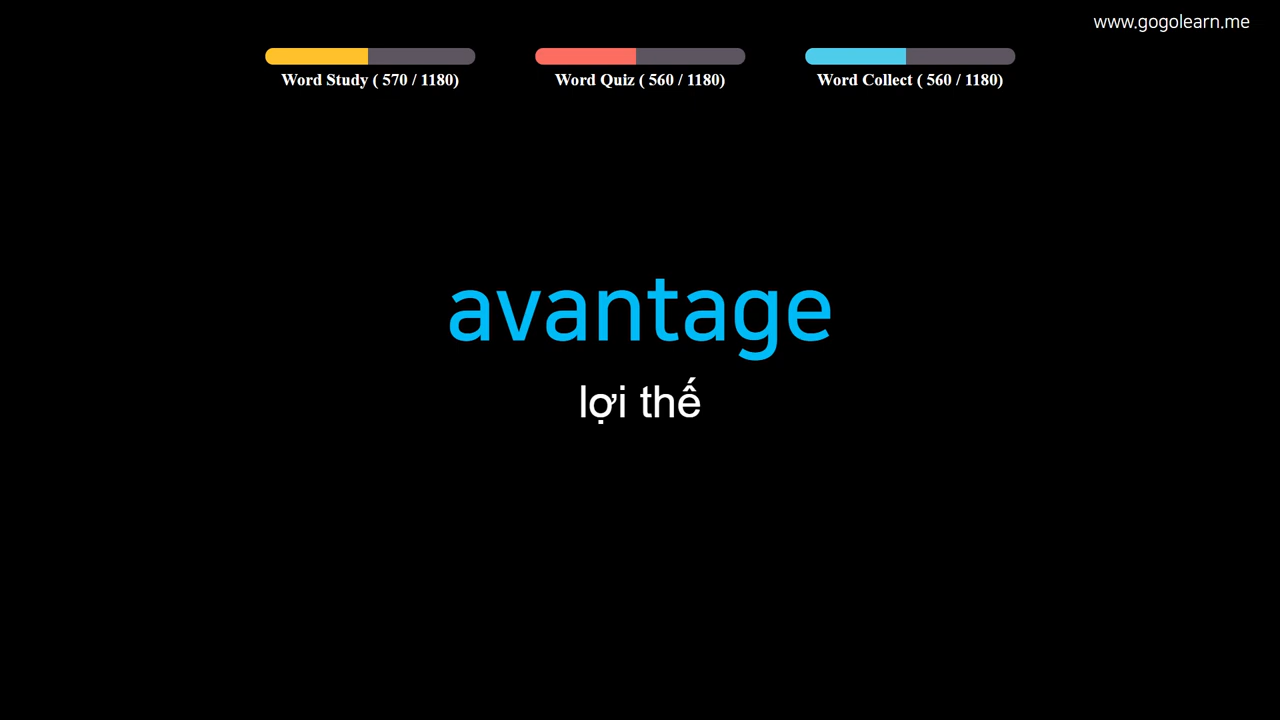 www.gogolearn.me
Word Study ( 570 / 1180)
Word Quiz ( 560 / 1180)
Word Collect ( 560 / 1180)
avantage
lợi thế